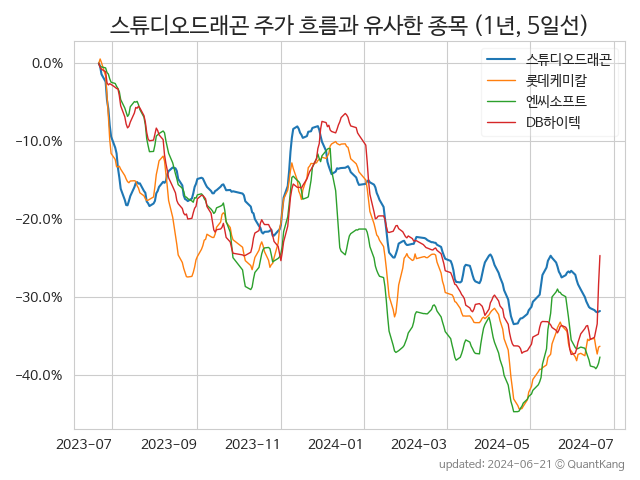 스튜디오드래곤 주가 흐름과 유사한 종목 (1년, 5일선)
스튜디오드래곤
롯데케미칼
엔씨소프트
DB하이텍
0.0%
−10.0%
−20.0%
−30.0%
−40.0%
2023-07 2023-09 2023-11 2024-01 2024-03 2024-05 2024-07
updated: 2024-06-21 © QuantKang